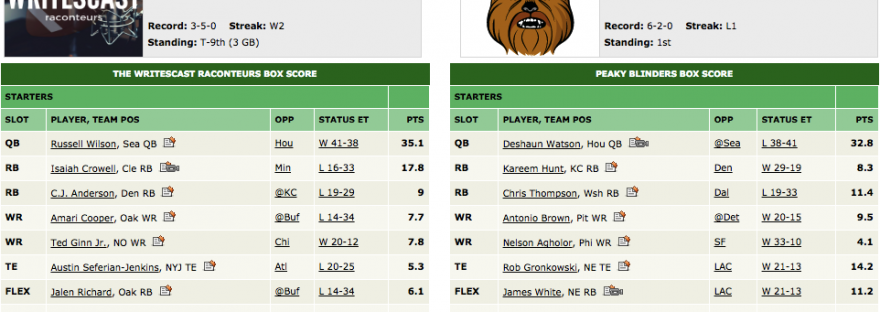 WRITESCAST
raconteurs
Record: 3-5-0 Streak: W2
Standing: T-9th (3 GB)
Record: 6-2-0 Streak: L1
Standing: 1st
THE WRITESCAST RACONTEURS BOX SCORE
STARTERS
SLOT PLAYER, TEAM POS OPP STATUS ET PTS
QB Russell Wilson, Sea QB Hou W 41-38 35.1
RB Isaiah Crowell, Cle RB Min L 16-33 17.8
RB C.J. Anderson, Den RB @KC L 19-29 9
WR Amari Cooper, Oak WR @Buf L 14-34 7.7
WR Ted Ginn Jr., NO WR Chi W 20-12 7.8
TE Austin Seferian-Jenkins, NYJ TE Atl L 20-25 5.3
FLEX Jalen Richard, Oak RB @Buf L 14-34 6.1
PEAKY BLINDERS BOX SCORE
STARTERS
SLOT PLAYER, TEAM POS OPP STATUS ET PTS
QB Deshaun Watson, Hou QB @Sea L 38-41 32.8
RB Kareem Hunt, KC RB Den W 29-19 8.3
RB Chris Thompson, Wsh RB Dal L 19-33 11.4
WR Antonio Brown, Pit WR @Det W 20-15 9.5
WR Nelson Agholor, Phi WR SF W 33-10 4.1
TE Rob Gronkowski, NE TE LAC W 21-13 14.2
FLEX James White, NE RB LAC W 21-13 11.2